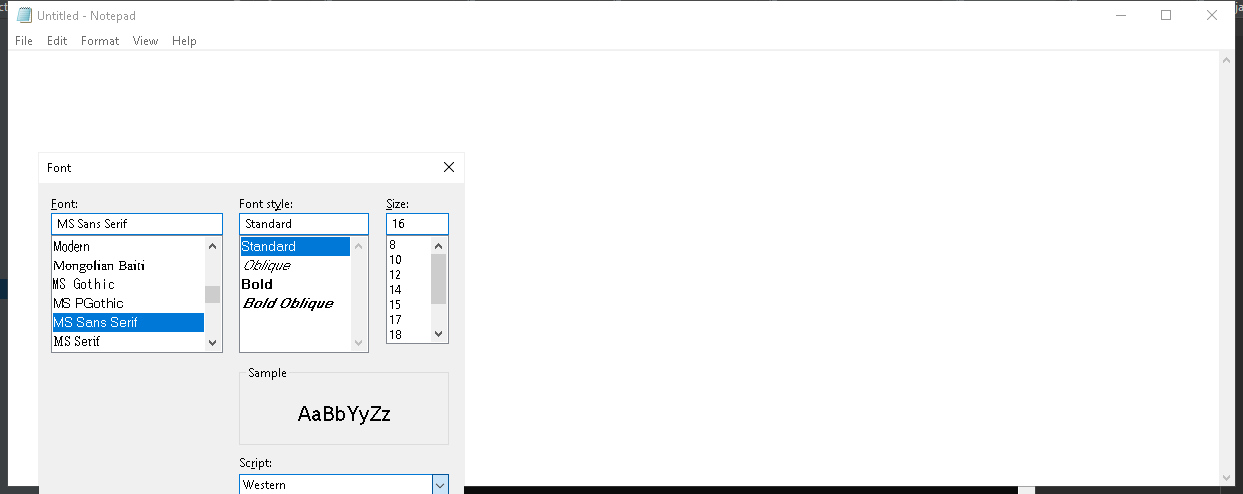 Untitled - Notepad
File Edit Format View Help
Font
Font: Font style: Size:
MS Sans Serif Standard 16
Modern
Mongolian Baiti
MS Gothic
MS PGothic
MS Sans Serif
MS Serif
Standard
Oblique
Bold
Bold Oblique
8
10
12
14
15
17
18
Sample
AaBbYyZz
Script:
Western